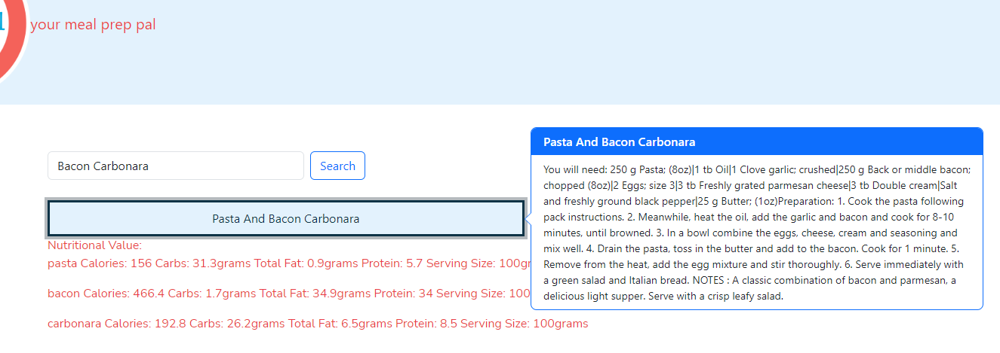 your meal prep pal
Bacon Carbonara
Search
Pasta And Bacon Carbonara
Nutritional Value:
pasta Calories: 156 Carbs: 31.3grams Total Fat: 0.9grams Protein: 5.7 Serving Size: 100gr
bacon Calories: 466.4 Carbs: 1.7grams Total Fat: 34.9grams Protein: 34 Serving Size: 100
carbonara Calories: 192.8 Carbs: 26.2grams Total Fat: 6.5grams Protein: 8.5 Serving Size: 100grams
Pasta And Bacon Carbonara
You will need: 250 g Pasta; (8oz)|1 tb Oil|1 Clove garlic; crushed|250 g Back or middle bacon;
chopped (8oz)|2 Eggs; size 3|3 tb Freshly grated parmesan cheese|3 tb Double cream|Salt
and freshly ground black pepper|25 g Butter; (1oz)Preparation: 1. Cook the pasta following
pack instructions. 2. Meanwhile, heat the oil, add the garlic and bacon and cook for 8-10
minutes, until browned. 3. In a bowl combine the eggs, cheese, cream and seasoning and
mix well. 4. Drain the pasta, toss in the butter and add to the bacon. Cook for 1 minute. 5.
Remove from the heat, add the egg mixture and stir thoroughly. 6. Serve immediately with
a green salad and Italian bread. NOTES : A classic combination of bacon and parmesan, a
delicious light supper. Serve with a crisp leafy salad.